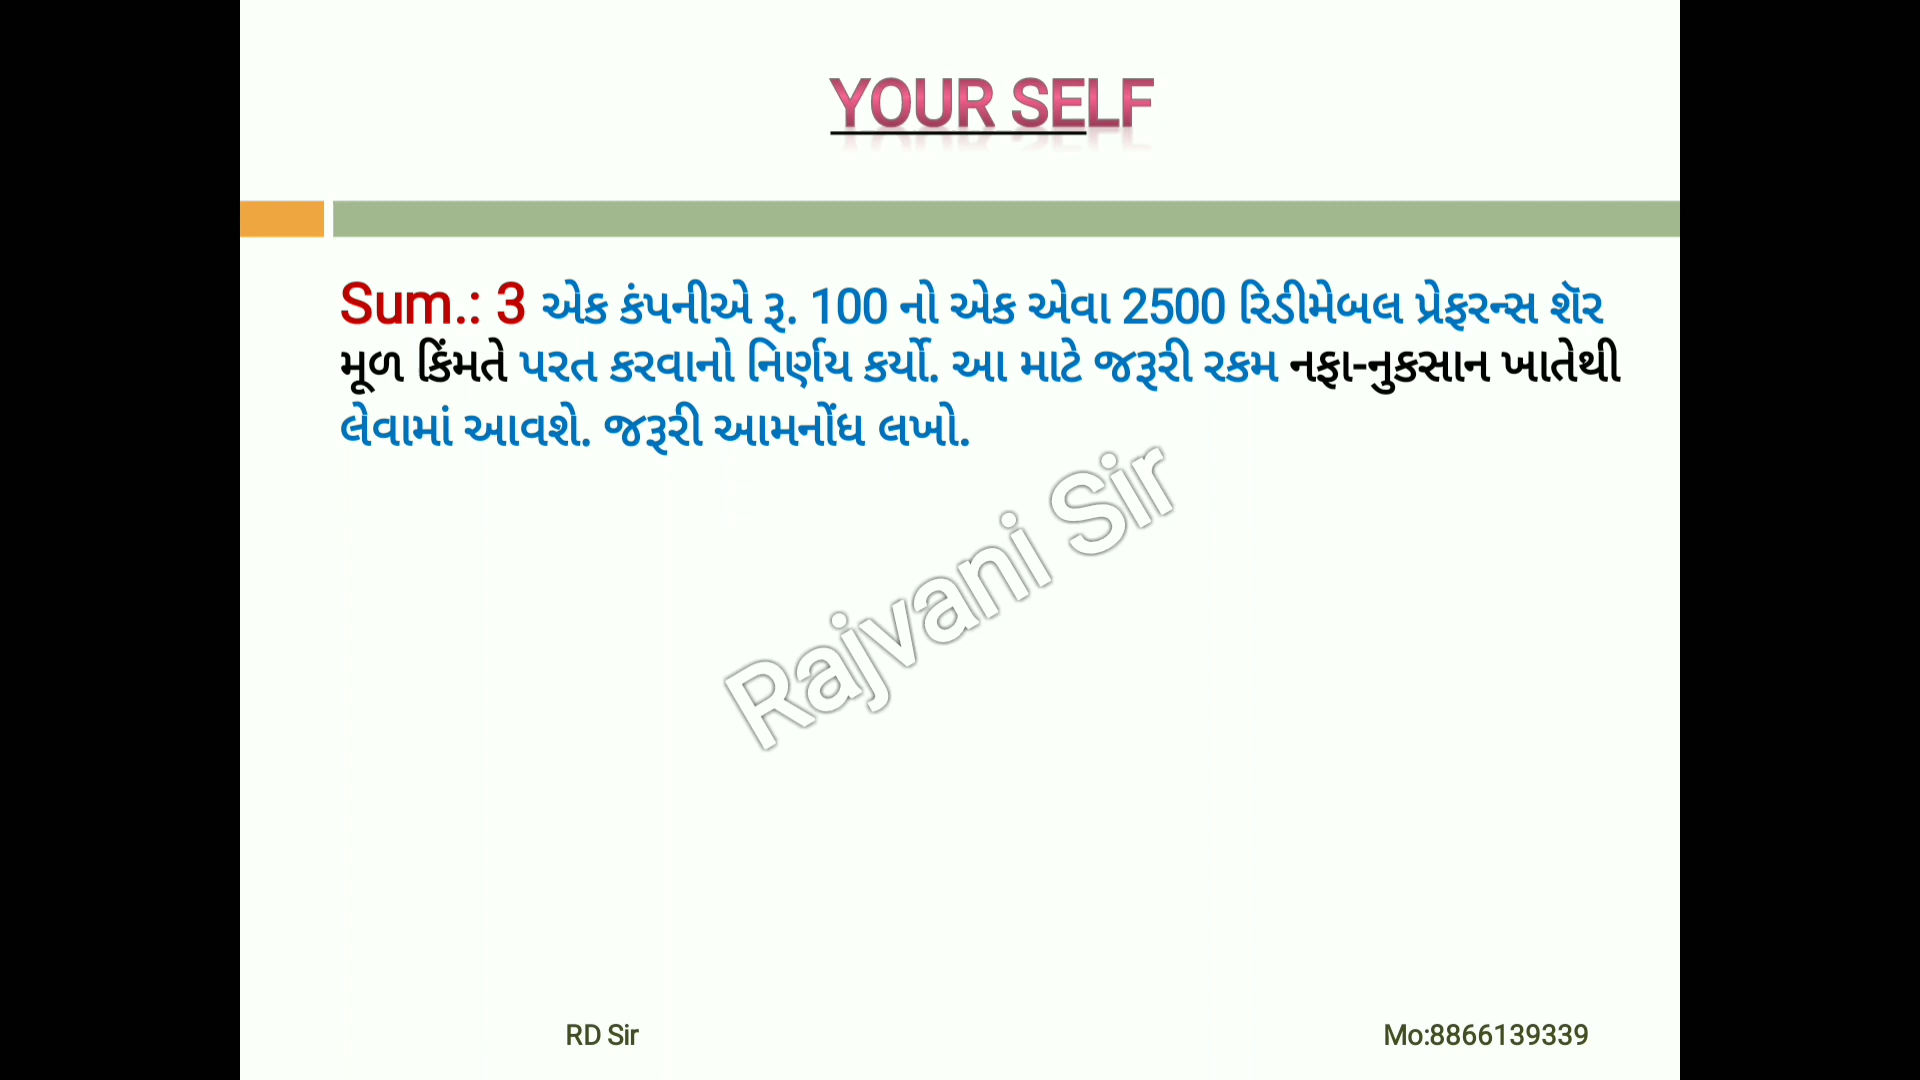 YOUR SELF
Sum.: 3 એક કંપનીએ રૂ. 100 નો એક એવા 2500 રિડીમેબલ પ્રેફરન્સ શૅર
મૂળ કિંમતે પરત કરવાનો નિર્ણય કર્યો. આ માટે જરૂરી રકમ નફા-નુકસાન ખાતેથી
લેવામાં આવશે. જરૂરી આમનોંધ લખો.
Rajvani Sir
RD Sir
Mo:8866139339